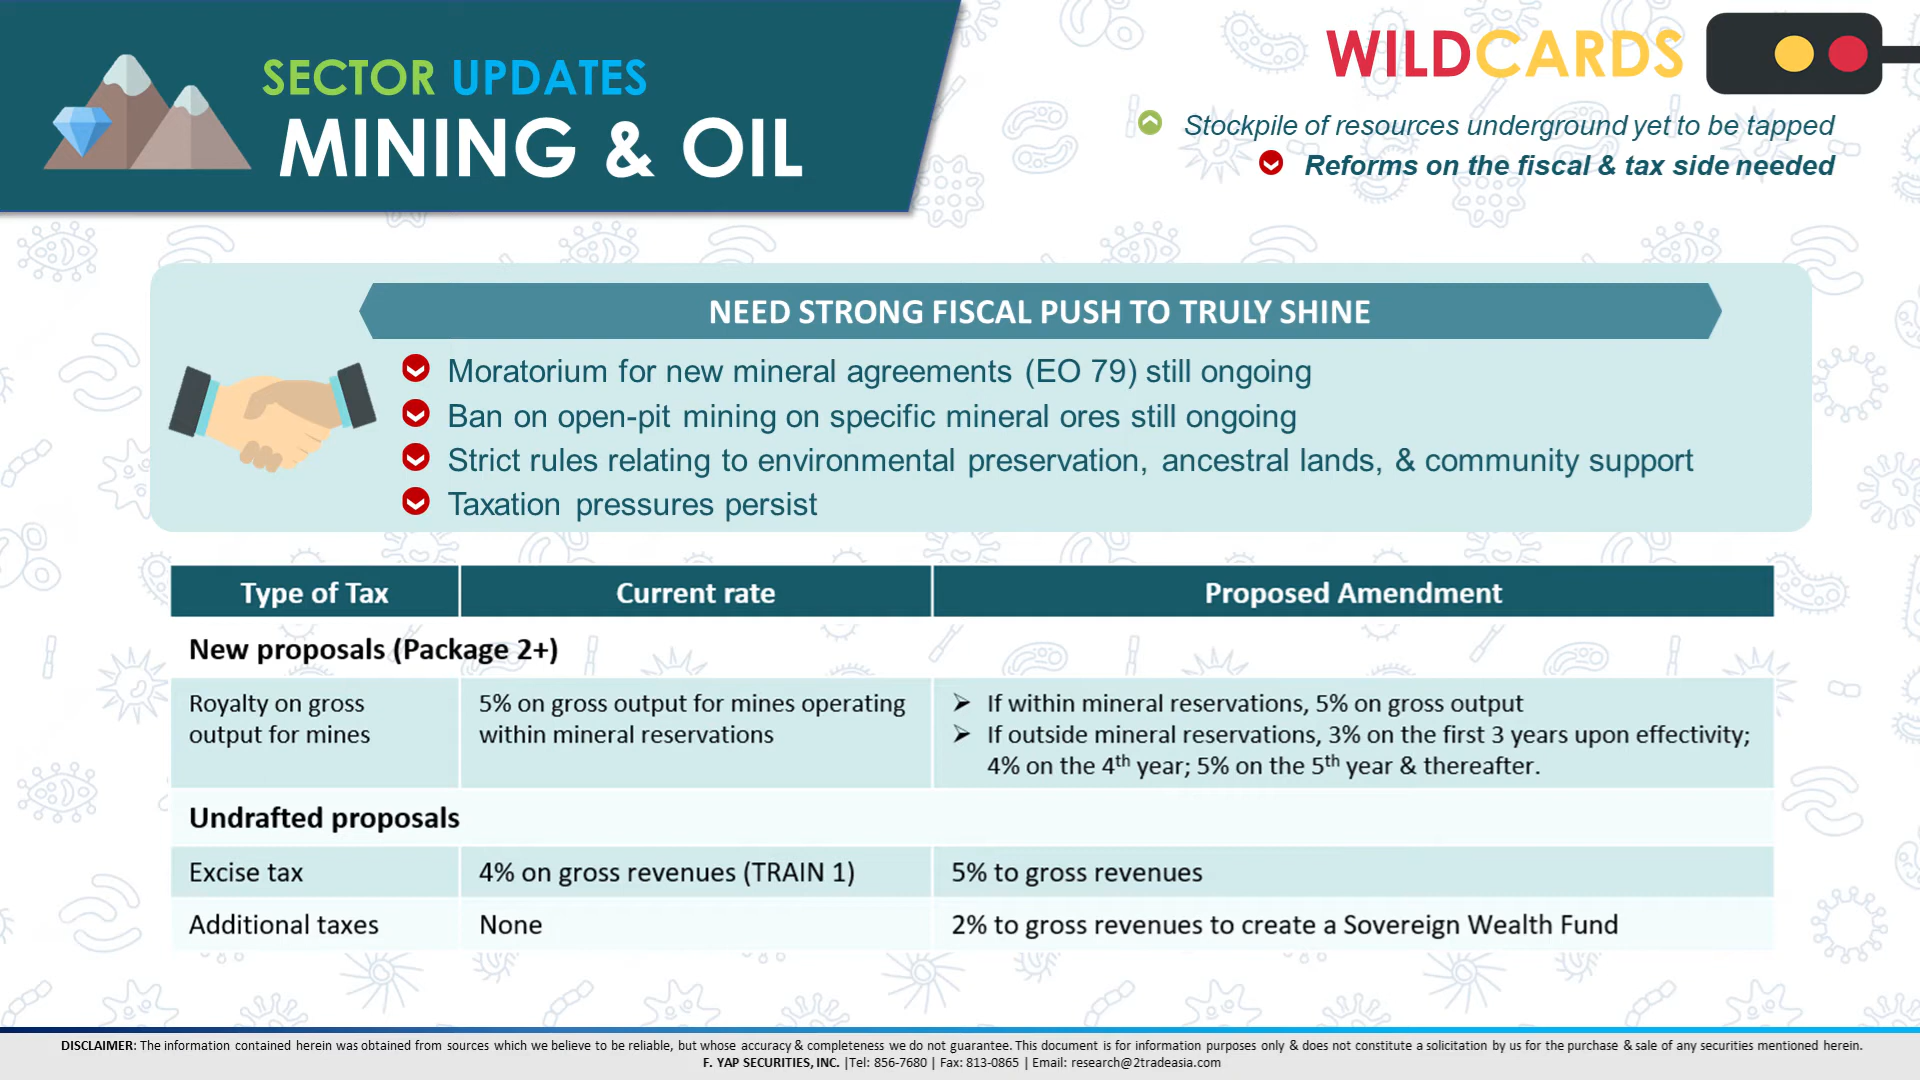 SECTOR UPDATES
MINING & OIL
WILDCARDS
Stockpile of resources underground yet to be tapped
Reforms on the fiscal & tax side needed
NEED STRONG FISCAL PUSH TO TRULY SHINE
Moratorium for new mineral agreements (EO 79) still ongoing
Ban on open-pit mining on specific mineral ores still ongoing
Strict rules relating to environmental preservation, ancestral lands, & community support
Taxation pressures persist
Type of Tax
Current rate
Proposed Amendment
New proposals (Package 2+)
Royalty on gross
output for mines
5% on gross output for mines operating
within mineral reservations
➢ If within mineral reservations, 5% on gross output
➢ If outside mineral reservations, 3% on the first 3 years upon effectivity;
4% on the 4th year; 5% on the 5th year & thereafter.
Undrafted proposals
Excise tax
4% on gross revenues (TRAIN 1)
5% to gross revenues
Additional taxes
None
2% to gross revenues to create a Sovereign Wealth Fund
DISCLAIMER: The information contained herein was obtained from sources which we believe to be reliable, but whose accuracy & completeness we do not guarantee. This document is for information purposes only & does not constitute a solicitation by us for the purchase & sale of any securities mentioned herein.
F. YAP SECURITIES, INC. |Tel: 856-7680 | Fax: 813-0865 | Email: research@2tradeasia.com